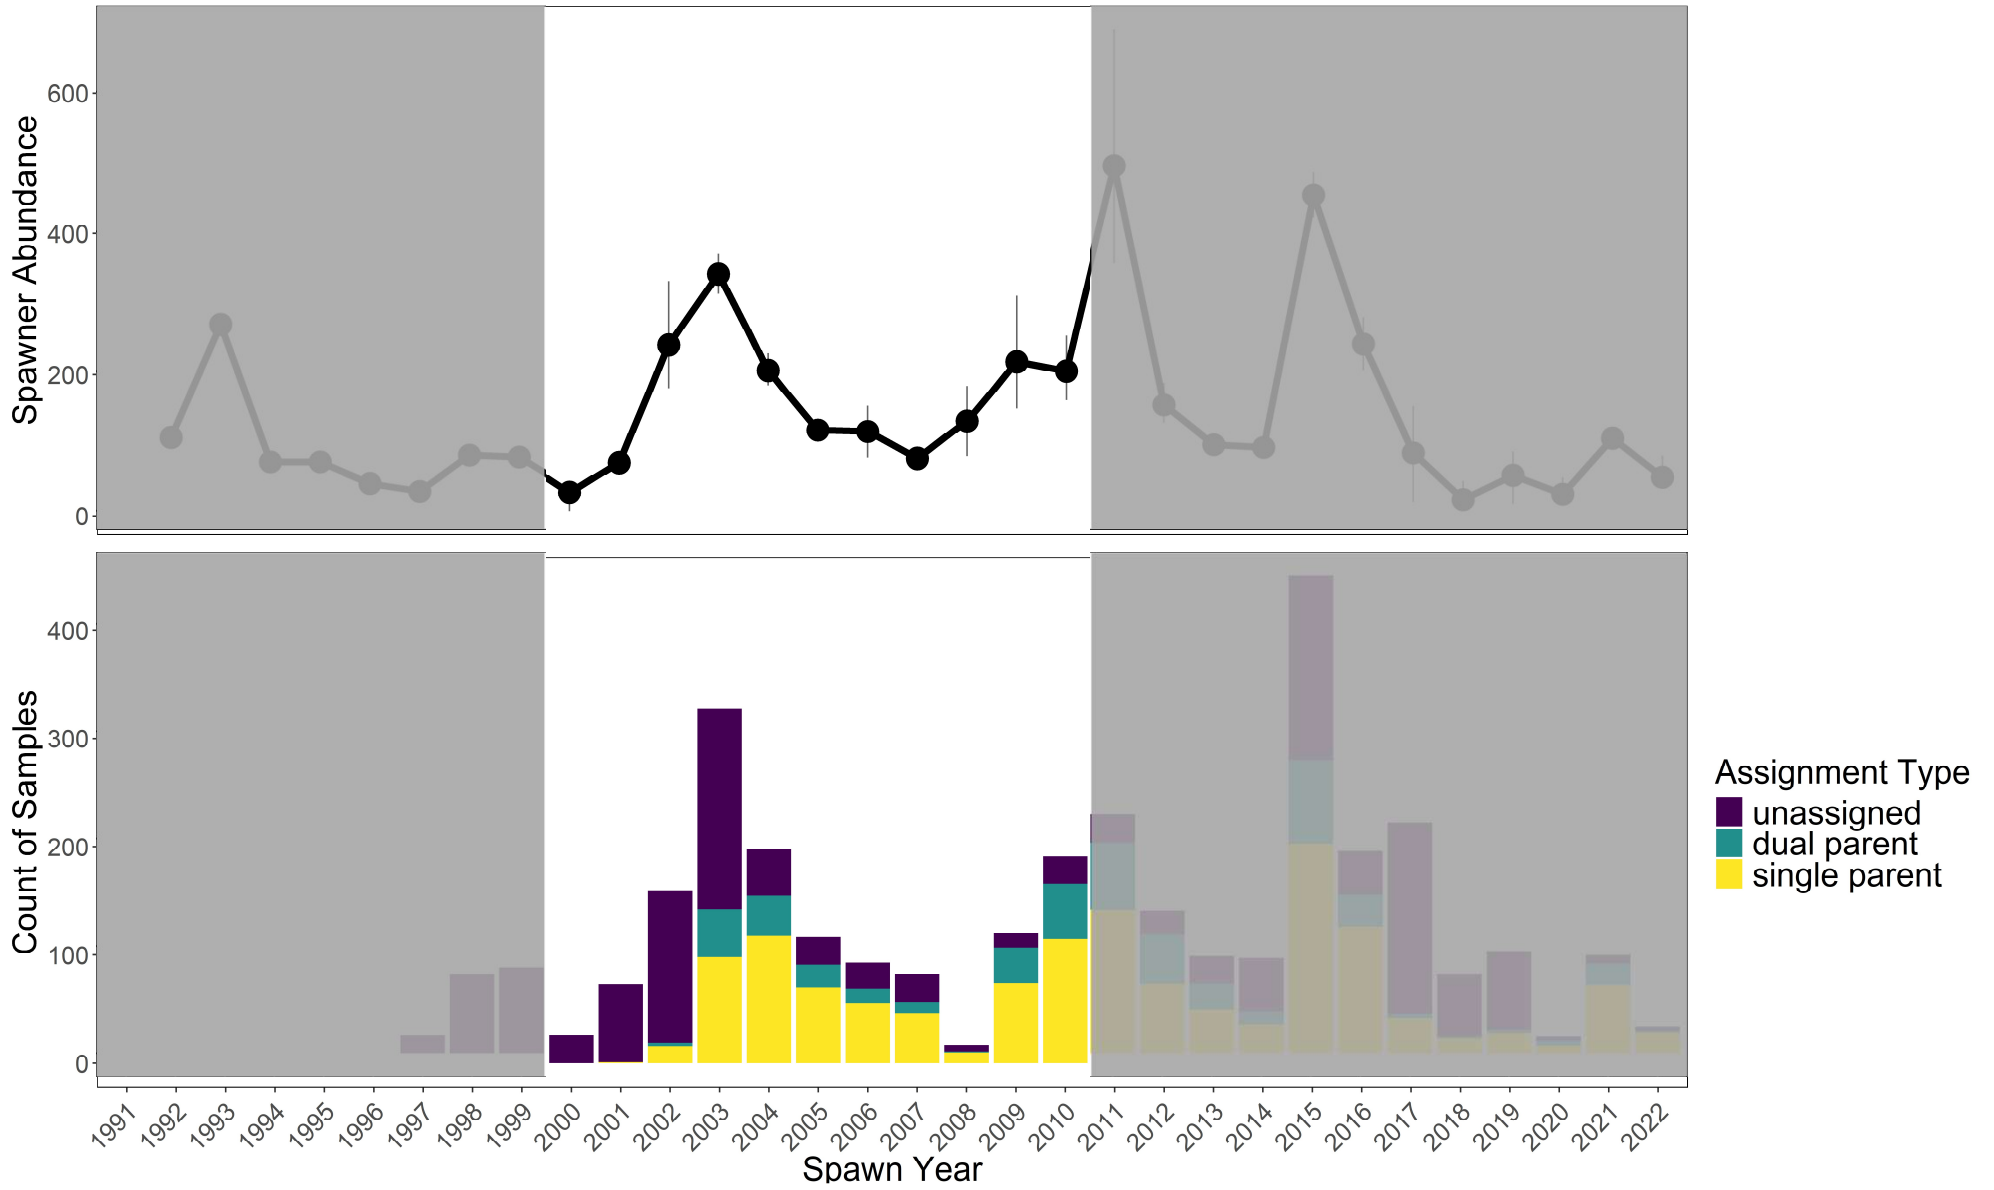 Spawner Abundance
600
400
200
0
Count of Samples
400
300
200
100
0
1991 1992 1993 1994 1995 1996 1997 1998 1999 2000 2001 2002 2003 2004 2005 2006 2007 2008 2009 2010 2011 2012 2013 2014 2015 2016 2017 2018 2019 2020 2021 2022
Spawn Year
Assignment Type
unassigned
dual parent
single parent